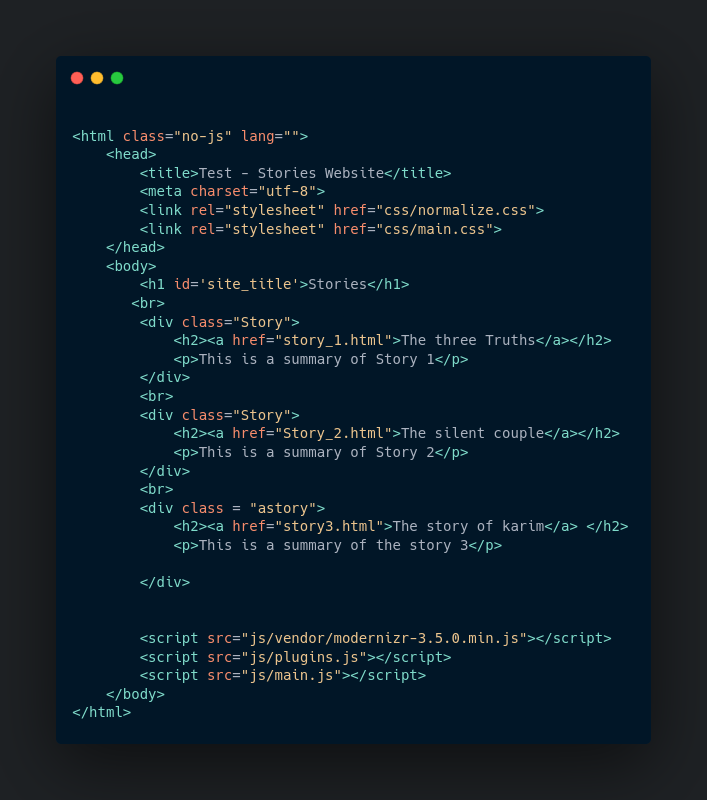 <html class="no-js" lang="">
    <head>
        <title>Test - Stories Website</title>
        <meta charset="utf-8">
        <link rel="stylesheet" href="css/normalize.css">
        <link rel="stylesheet" href="css/main.css">
    </head>
    <body>
        <h1 id='site_title'>Stories</h1>
       <br>
        <div class="Story">
            <h2><a href="story_1.html">The three Truths</a></h2>
            <p>This is a summary of Story 1</p>
        </div>
        <br>
        <div class="Story">
            <h2><a href="Story_2.html">The silent couple</a></h2>
            <p>This is a summary of Story 2</p>
        </div>
        <br>
        <div class = "astory">
            <h2><a href="story3.html">The story of karim</a> </h2>
            <p>This is a summary of the story 3</p>
        </div>
        <script src="js/vendor/modernizr-3.5.0.min.js"></script>
        <script src="js/plugins.js"></script>
        <script src="js/main.js"></script>
    </body>
</html>